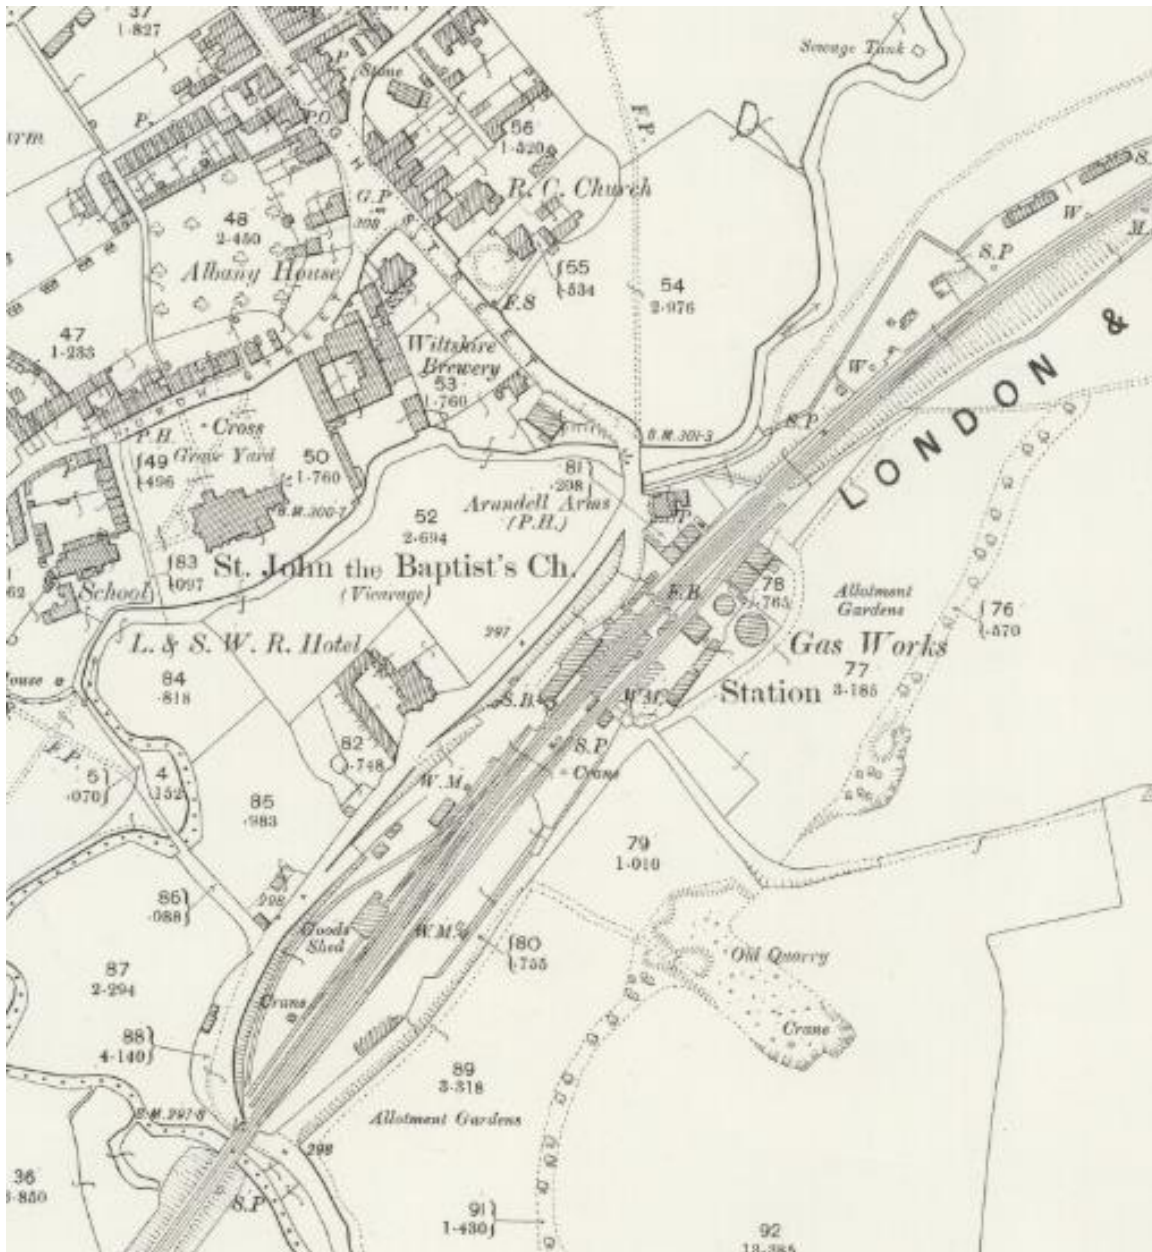 37
1·827
Sewage Tank
Stone
P
P.O.
HIGH STREET
F.P.
56
1·520
R. C. Church
G.P
308
48
2·450
Albany House
55
·534
54
2·976
F.S
W
S.P
LONDON &
47
1·233
Wiltshire
Brewery
53
1·760
W
S.P
B.M.301·3
P.H.
Cross
Grave Yard
49
·496
50
1·760
B.M.300·7
81
·298
Arundell Arms
(P.H.)
52
2·694
83
·097
School
St. John the Baptist's Ch.
(Vicarage)
F.B.
78
·765
Allotment
Gardens
76
·570
297
L. & S. W. R. Hotel
Gas Works
84
·818
S.B.
W.M.
Station
77
3·185
F.P.
82
·748
S.P
Crane
W.M.
5
·070
4
·152
85
·983
79
1·010
86
·088
298
Goods
Shed
W.M.
80
·755
Old Quarry
87
2·294
Crane
Crane
88
4·140
89
3·318
Allotment Gardens
B.M.297·8
298
36
S.P
91
1·430
92